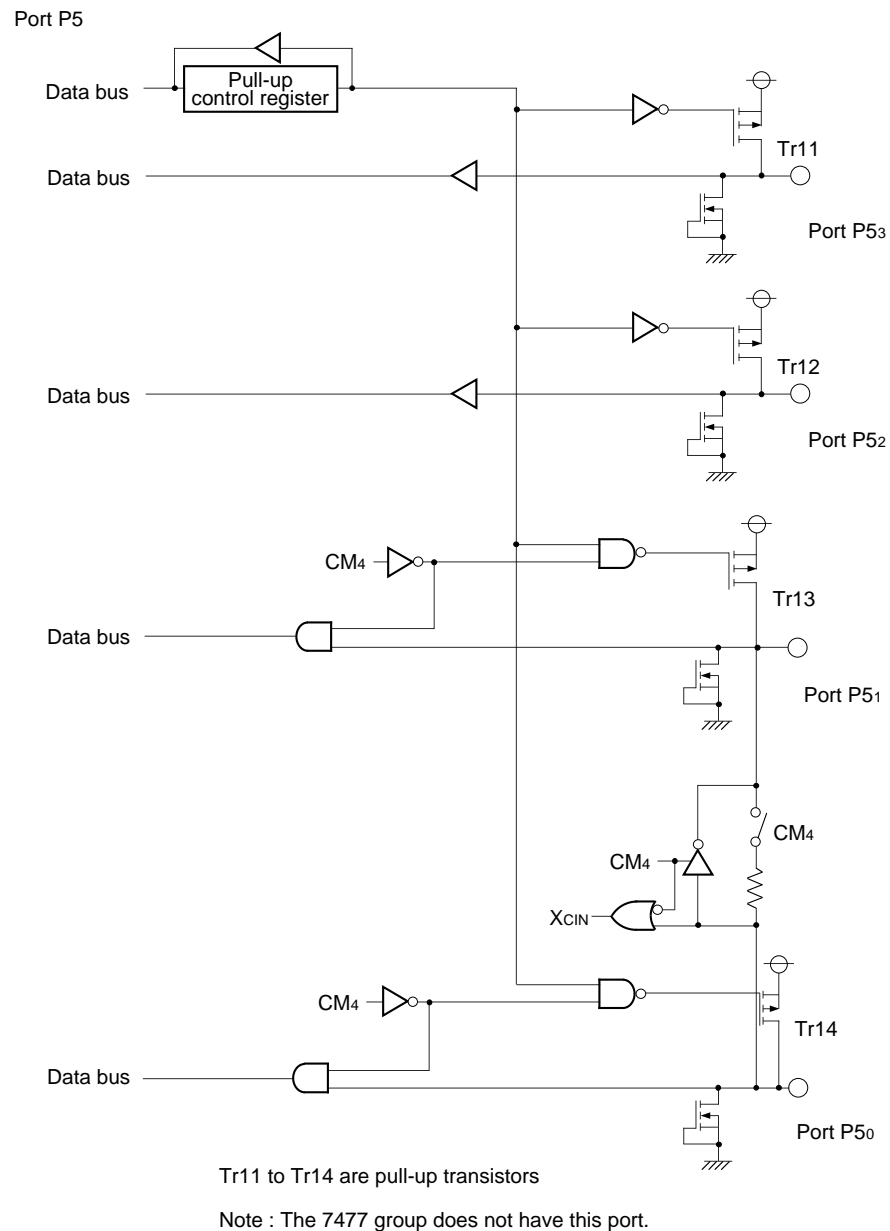 Port P5
Pull-up
control register
Data bus
Tr11
Data bus
Port P53
Tr12
Data bus
Port P52
CM4
Tr13
Data bus
Port P51
CM4
CM4
XCIN
CM4
Tr14
Data bus
Port P50
Tr11 to Tr14 are pull-up transistors
Note : The 7477 group does not have this port.